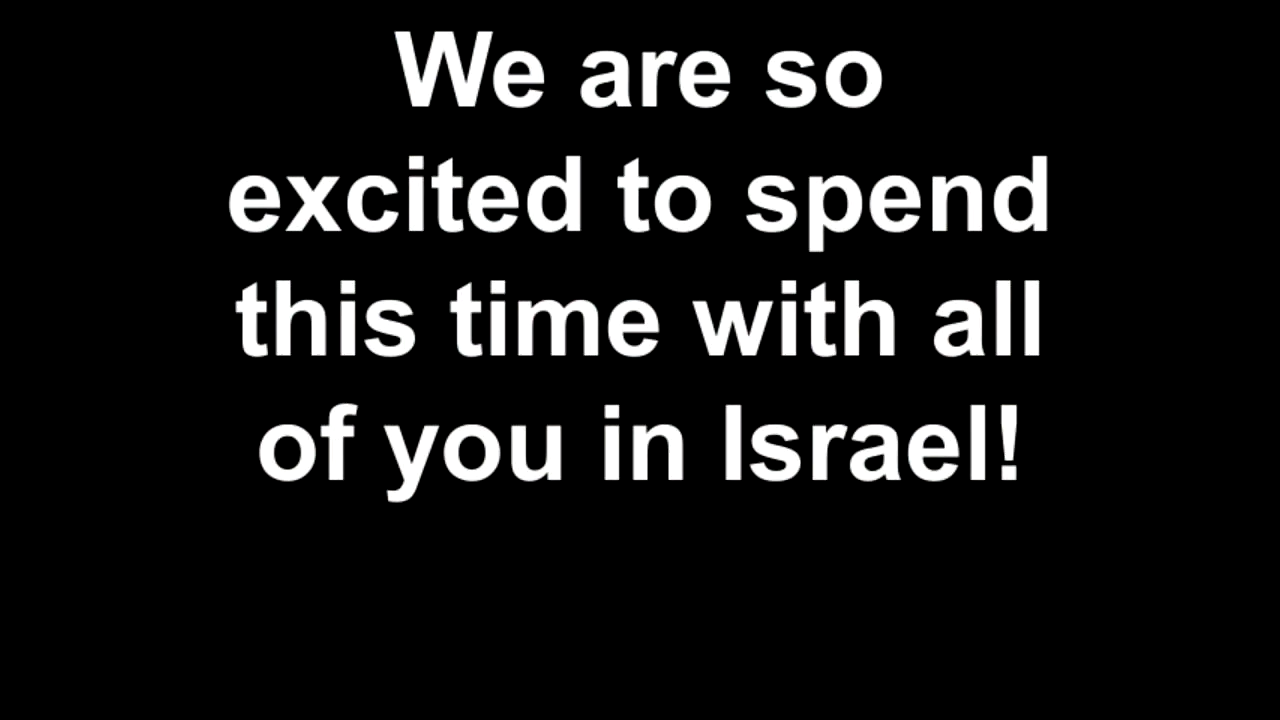 We are so
excited to spend
this time with all
of you in Israel!